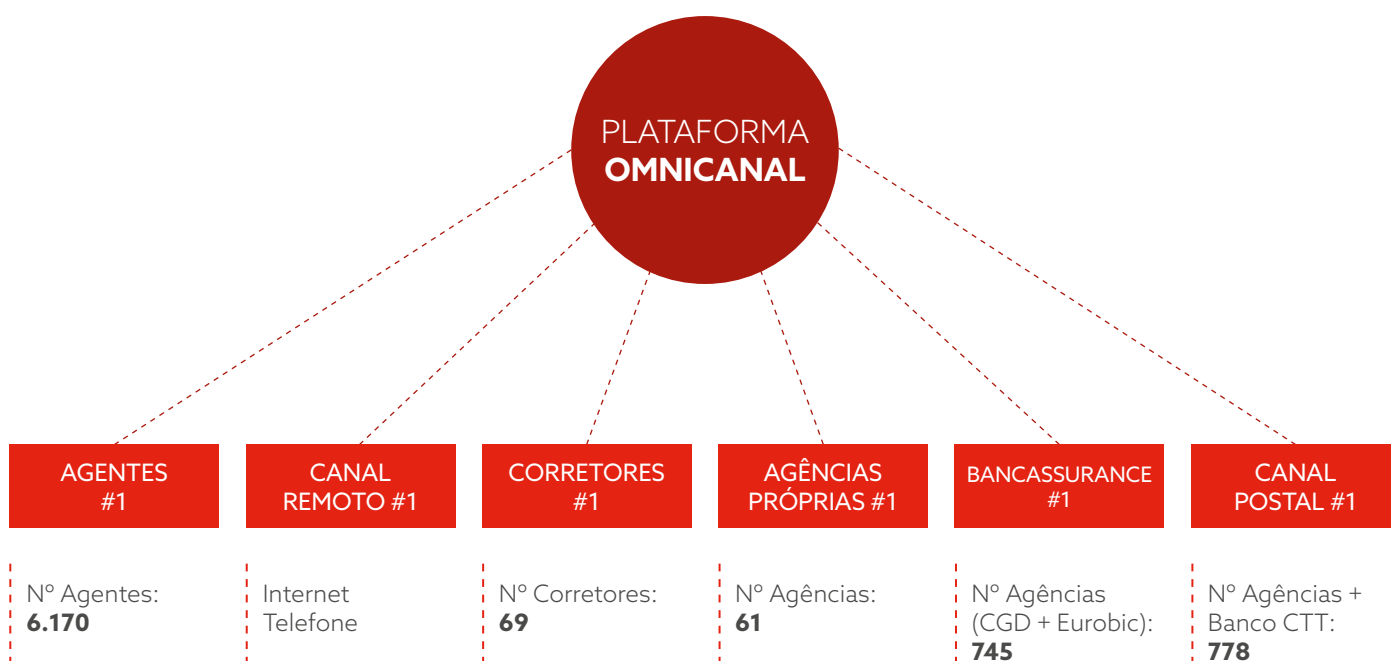 PLATAFORMA
OMNICANAL
AGENTES
#1
CANAL
REMOTO #1
CORRETORES
#1
AGÊNCIAS
PRÓPRIAS #1
BANCASSURANCE
#1
CANAL
POSTAL #1
Nº Agentes:
6.170
Internet
Telefone
Nº Corretores:
69
Nº Agências:
61
Nº Agências
(CGD + Eurobic):
745
Nº Agências +
Banco CTT:
778